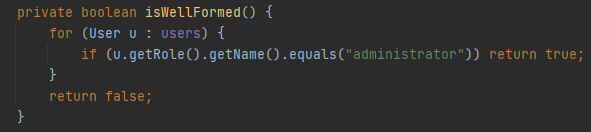 private boolean isWellFormed() {
    for (User u : users) {
        if (u.getRole().getName().equals("administrator")) return true;
    }
    return false;
}